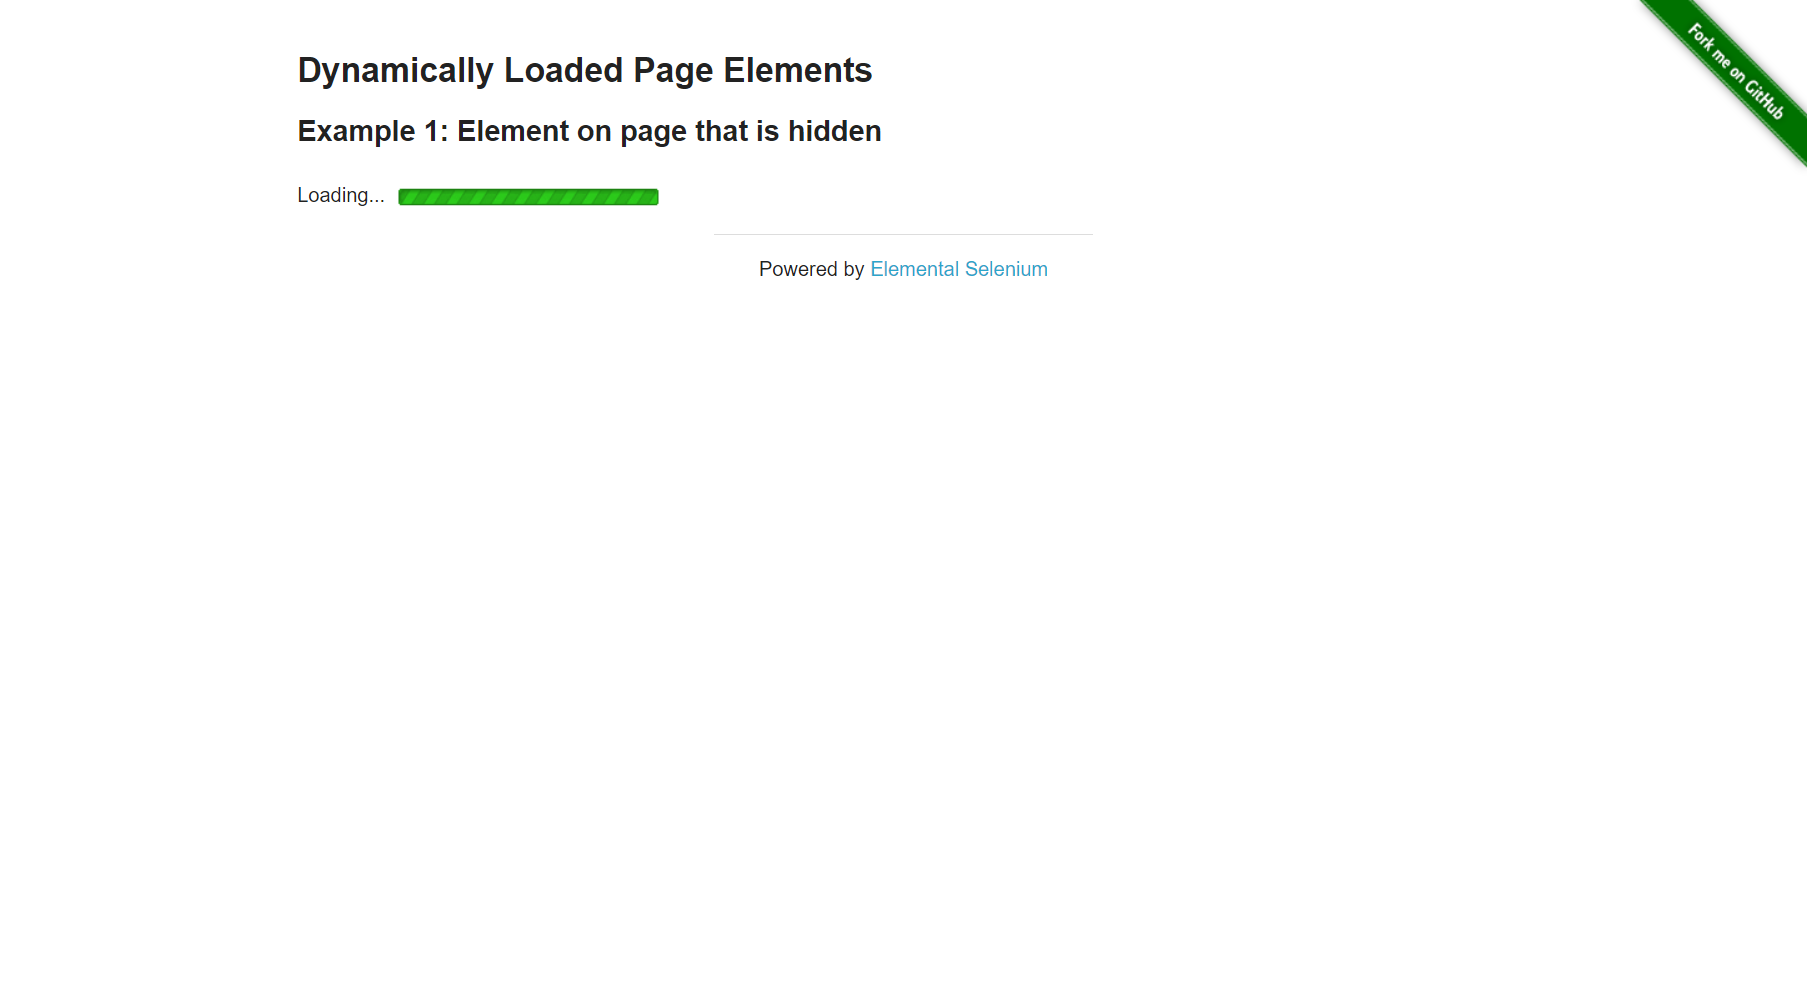 Dynamically Loaded Page Elements
Fork me on GitHub
Example 1: Element on page that is hidden
Loading...
Powered by Elemental Selenium